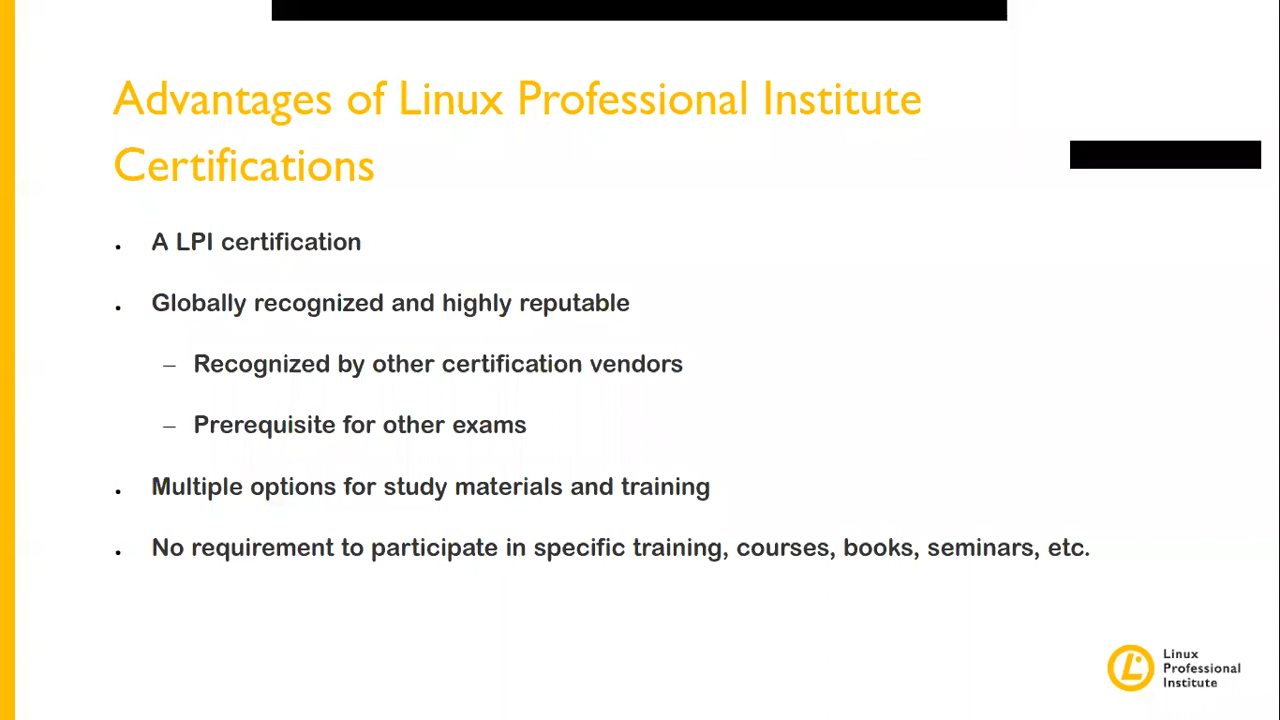 Advantages of Linux Professional Institute
Certifications
. A LPI certification
. Globally recognized and highly reputable
– Recognized by other certification vendors
– Prerequisite for other exams
. Multiple options for study materials and training
. No requirement to participate in specific training, courses, books, seminars, etc.
Linux
Professional
Institute